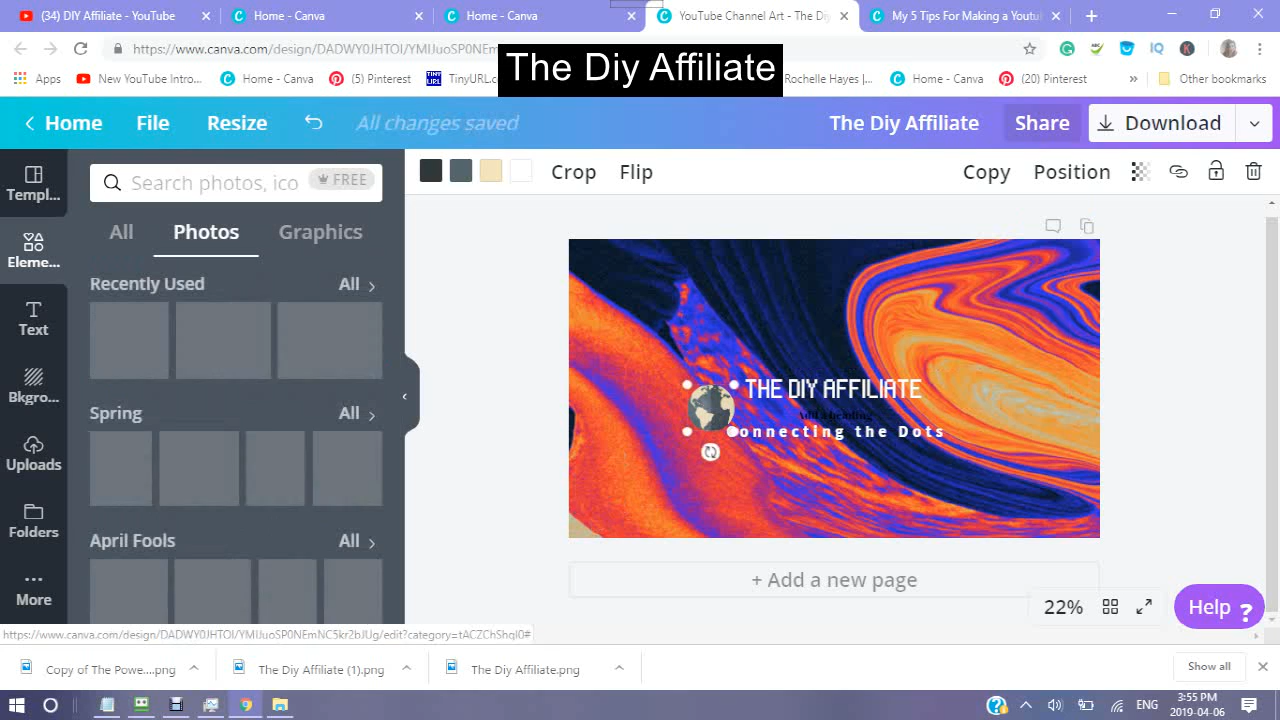 (34) DIY Affiliate - YouTube
Home - Canva
Home - Canva
YouTube Channel Art - The Di
My 5 Tips For Making a Youtu
https://www.canva.com/design/DADWY0JHTOI/YMIJuoSP0NEm
Apps
New YouTube Intro...
Home - Canva
(5) Pinterest
TinyURL.co
Rochelle Hayes |...
Home - Canva
(20) Pinterest
»
Other bookmarks
The Diy Affiliate
Home
File
Resize
All changes saved
The Diy Affiliate
Share
Download
Templ...
Eleme...
Text
Bkgro...
Uploads
Folders
More
Search photos, ico
FREE
All
Photos
Graphics
Recently Used
All
Spring
All
April Fools
All
Crop
Flip
Copy
Position
THE DIY AFFILIATE
Add a heading
onnecting the Dots
+ Add a new page
22%
Help ?
https://www.canva.com/design/DADWY0JHTOI/YMIJuoSP0NEmNC5kr2bJUg/edit?category=tACZChShqI0#
Copy of The Powe....png
The Diy Affiliate (1).png
The Diy Affiliate.png
Show all
ENG
3:55 PM
2019-04-06